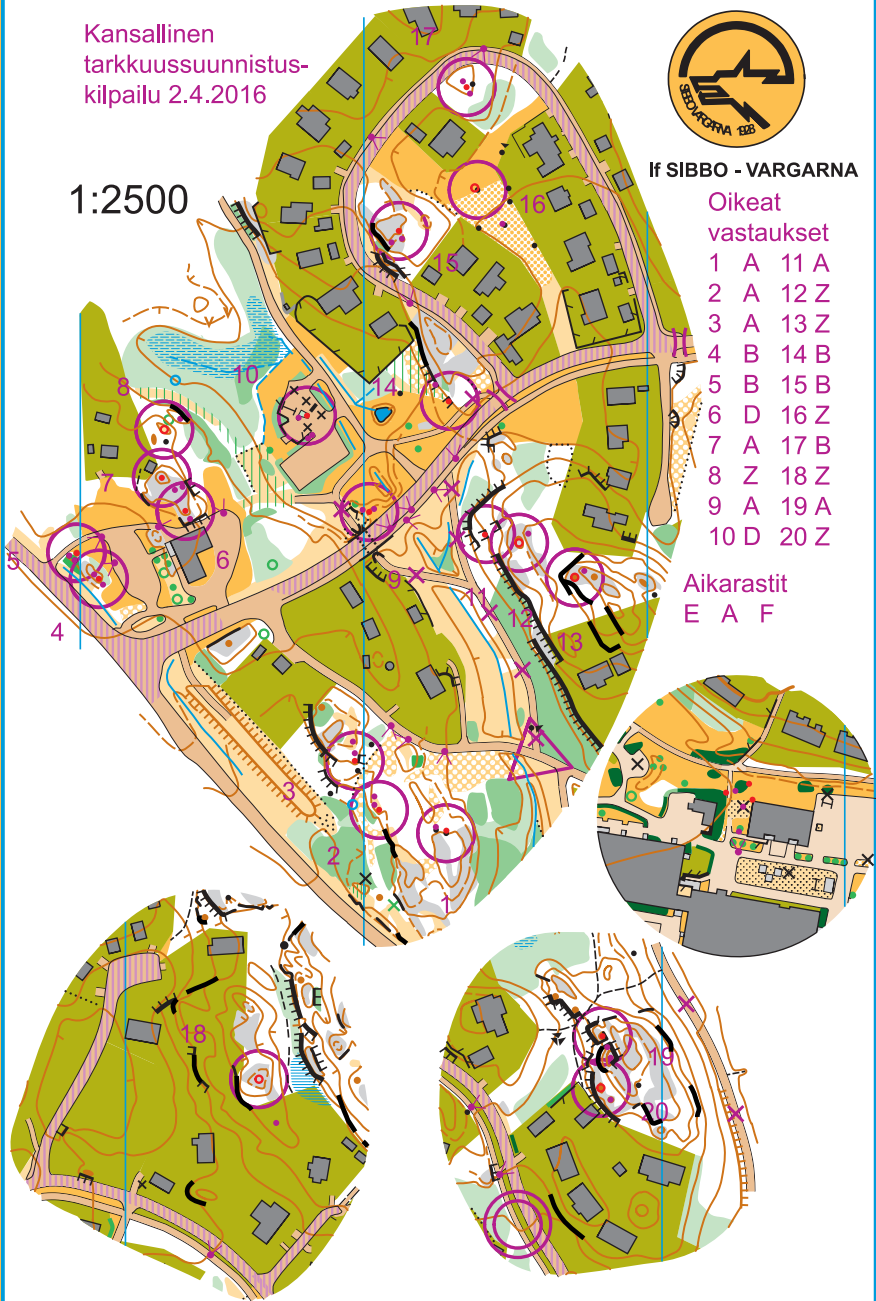 Kansallinen
tarkkuussuunnistus-
kilpailu 2.4.2016
1:2500
SIBBO VARGARNA 1928
If SIBBO - VARGARNA
Oikeat
vastaukset
1 A 11 A
2 A 12 Z
3 A 13 Z
4 B 14 B
5 B 15 B
6 D 16 Z
7 A 17 B
8 Z 18 Z
9 A 19 A
10 D 20 Z
Aikarastit
E A F
17
16
15
10
14
8
7
6
5
9
11
12
13
4
3
2
1
18
19
20